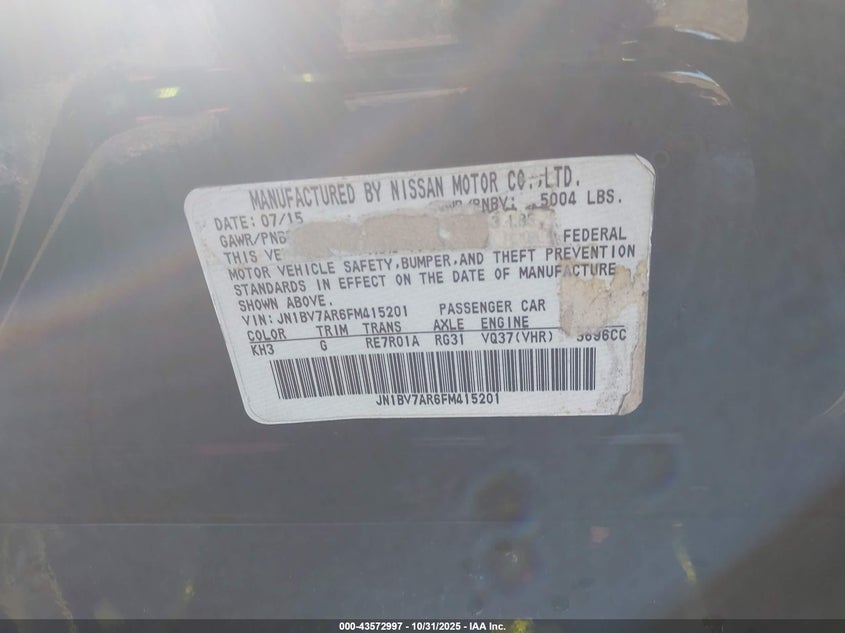 MANUFACTURED BY NISSAN MOTOR CO.,LTD.
DATE: 07/15 5004 LBS.
GAWR/PNB
THIS VE FEDERAL
MOTOR VEHICLE SAFETY,BUMPER,AND THEFT PREVENTION
STANDARDS IN EFFECT ON THE DATE OF MANUFACTURE
SHOWN ABOVE.
VIN: JN1BV7AR6FM415201 PASSENGER CAR
COLOR TRIM TRANS AXLE ENGINE
KH3 G RE7R01A RG31 VQ37(VHR) 3696CC
JN1BV7AR6FM415201
000-43572997 • 10/31/2025 - © IAA Inc.